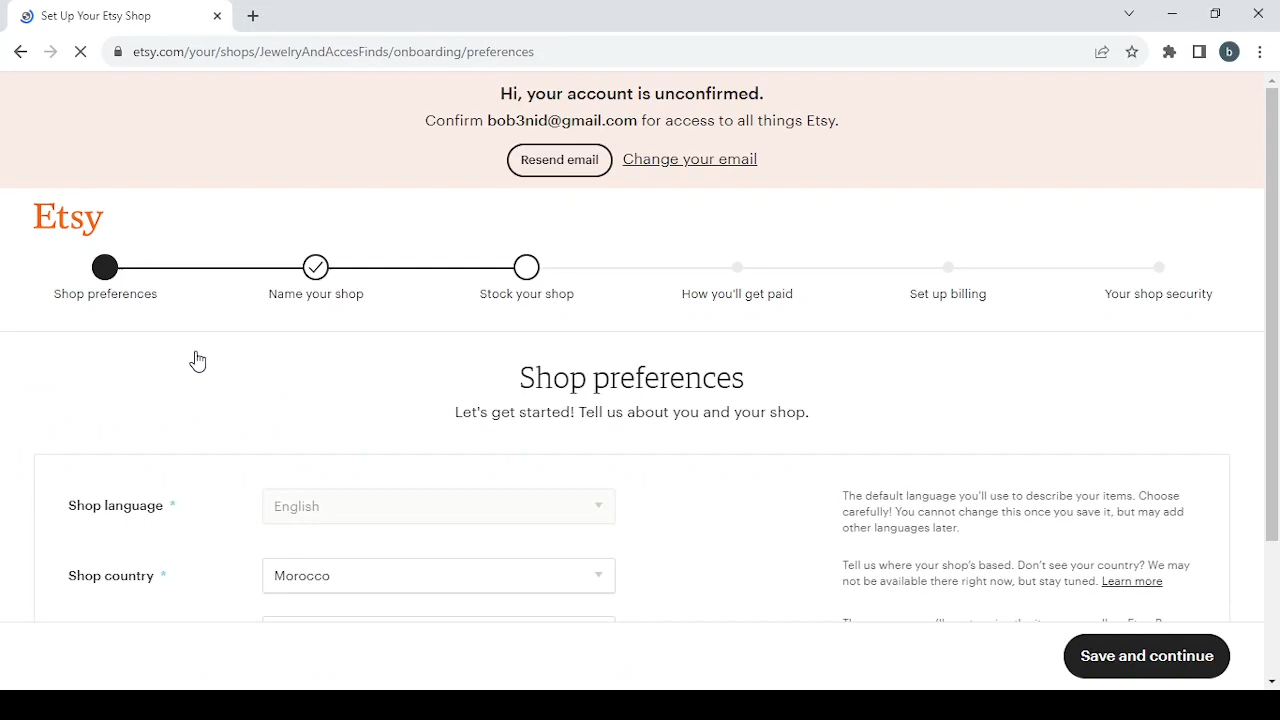 Set Up Your Etsy Shop
etsy.com/your/shops/JewelryAndAccesFinds/onboarding/preferences
b
Hi, your account is unconfirmed.
Confirm bob3nid@gmail.com for access to all things Etsy.
Resend email Change your email
Etsy
Shop preferences Name your shop Stock your shop How you'll get paid Set up billing Your shop security
Shop preferences
Let's get started! Tell us about you and your shop.
Shop language *
English
The default language you'll use to describe your items. Choose
carefully! You cannot change this once you save it, but may add
other languages later.
Shop country *
Morocco
Tell us where your shop's based. Don't see your country? We may
not be available there right now, but stay tuned. Learn more
Save and continue